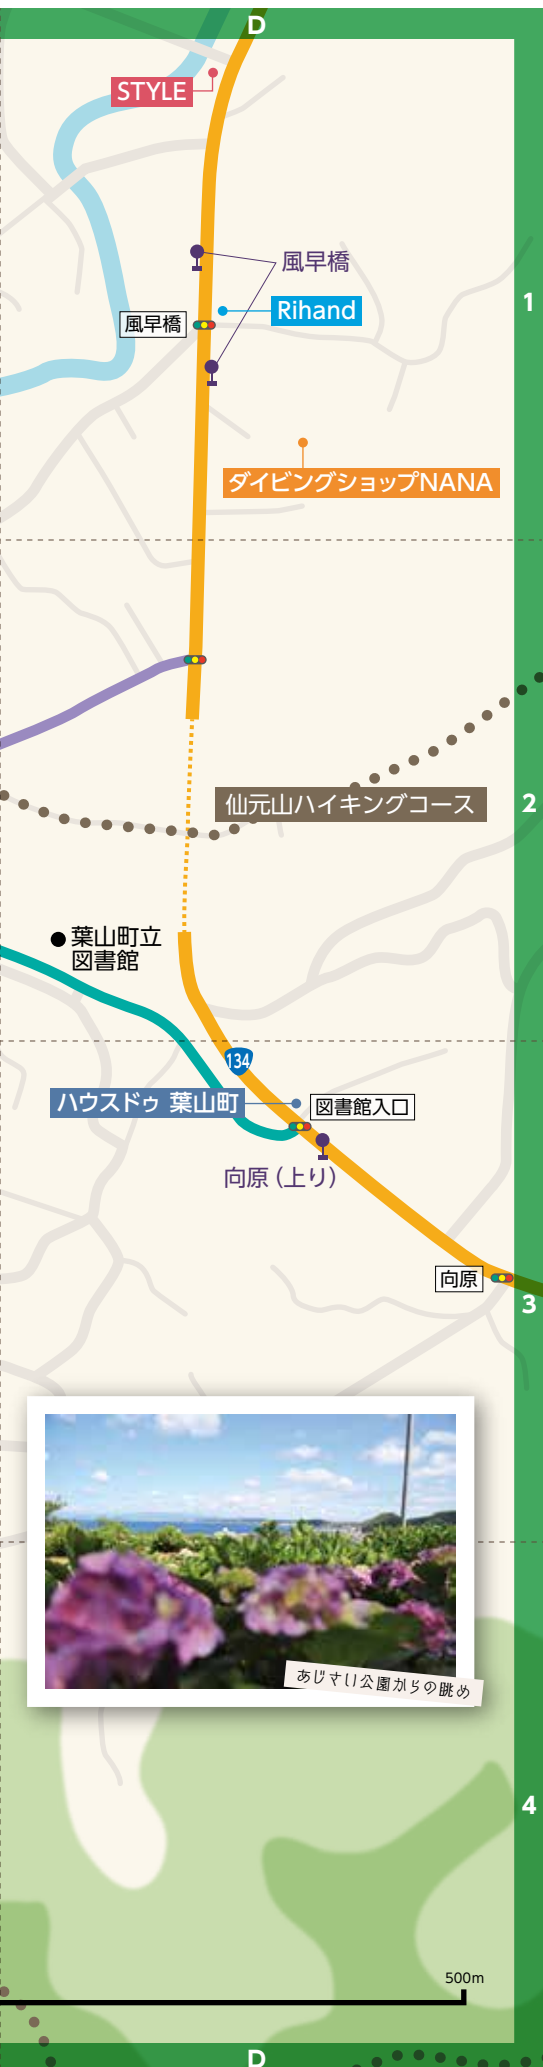 D
STYLE
風早橋
1
Rihand
風早橋
ダイビングショップNANA
仙元山ハイキングコース
2
葉山町立
図書館
134
ハウスドゥ 葉山町
図書館入口
向原（上り）
向原
3
あじさい公園からの眺め
4
500m
D